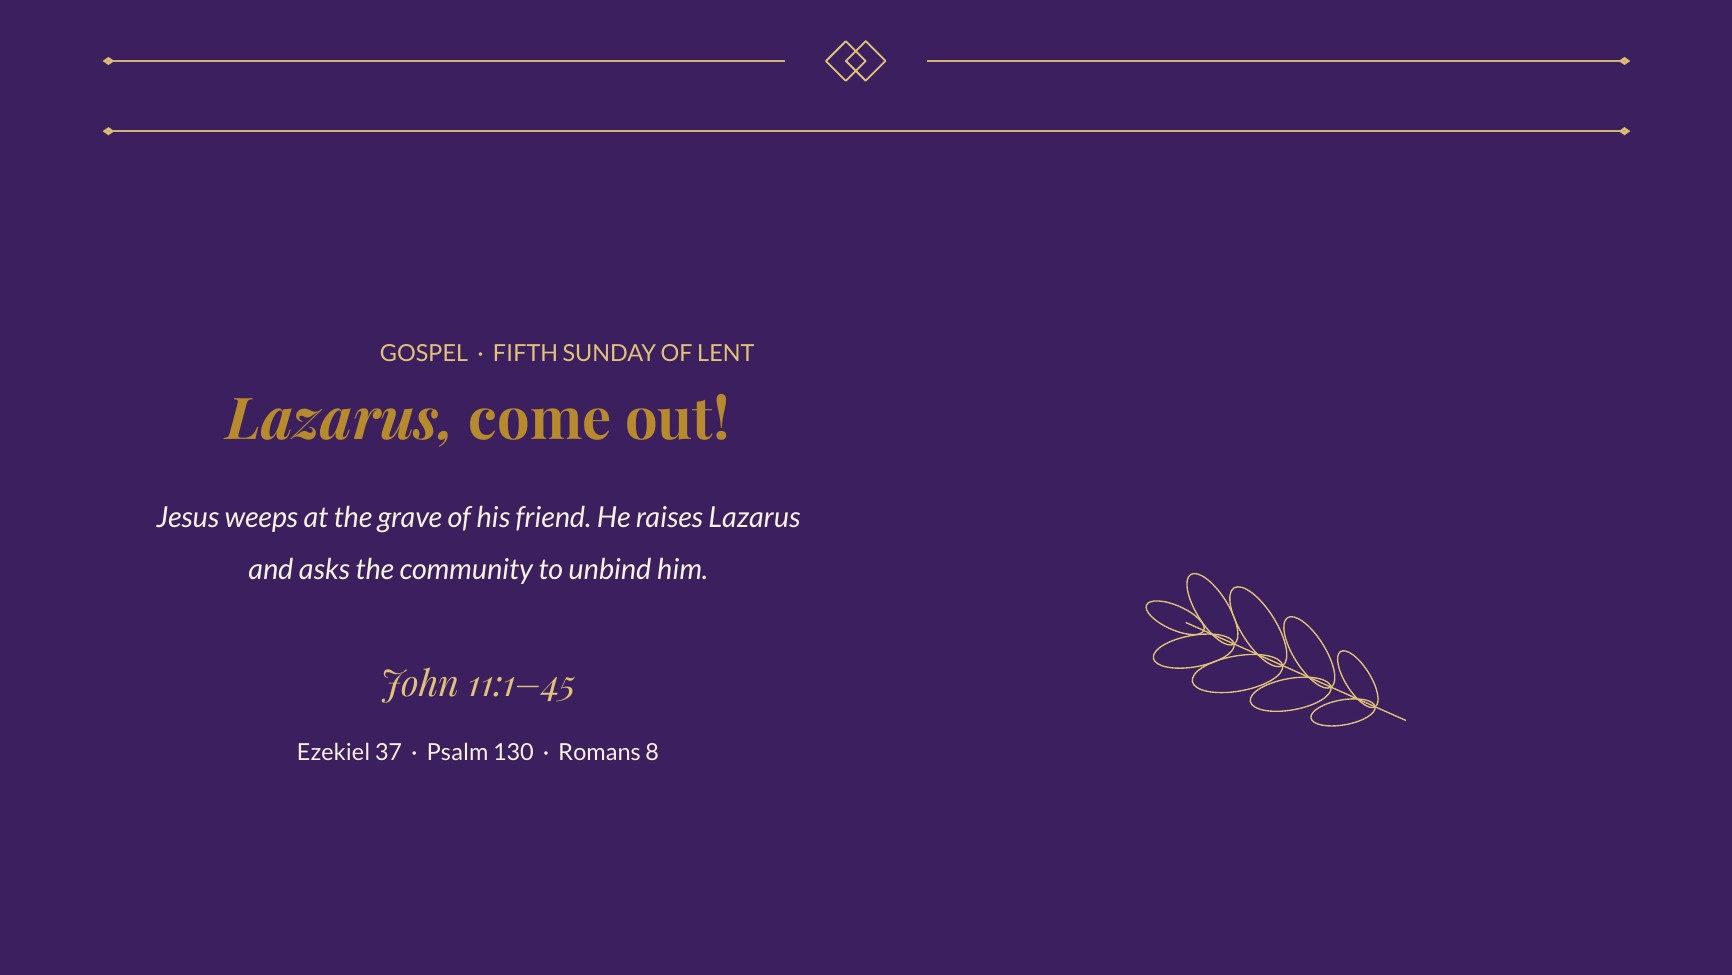 GOSPEL · FIFTH SUNDAY OF LENT
Lazarus, come out!
Jesus weeps at the grave of his friend. He raises Lazarus
and asks the community to unbind him.
John 11:1–45
Ezekiel 37 · Psalm 130 · Romans 8